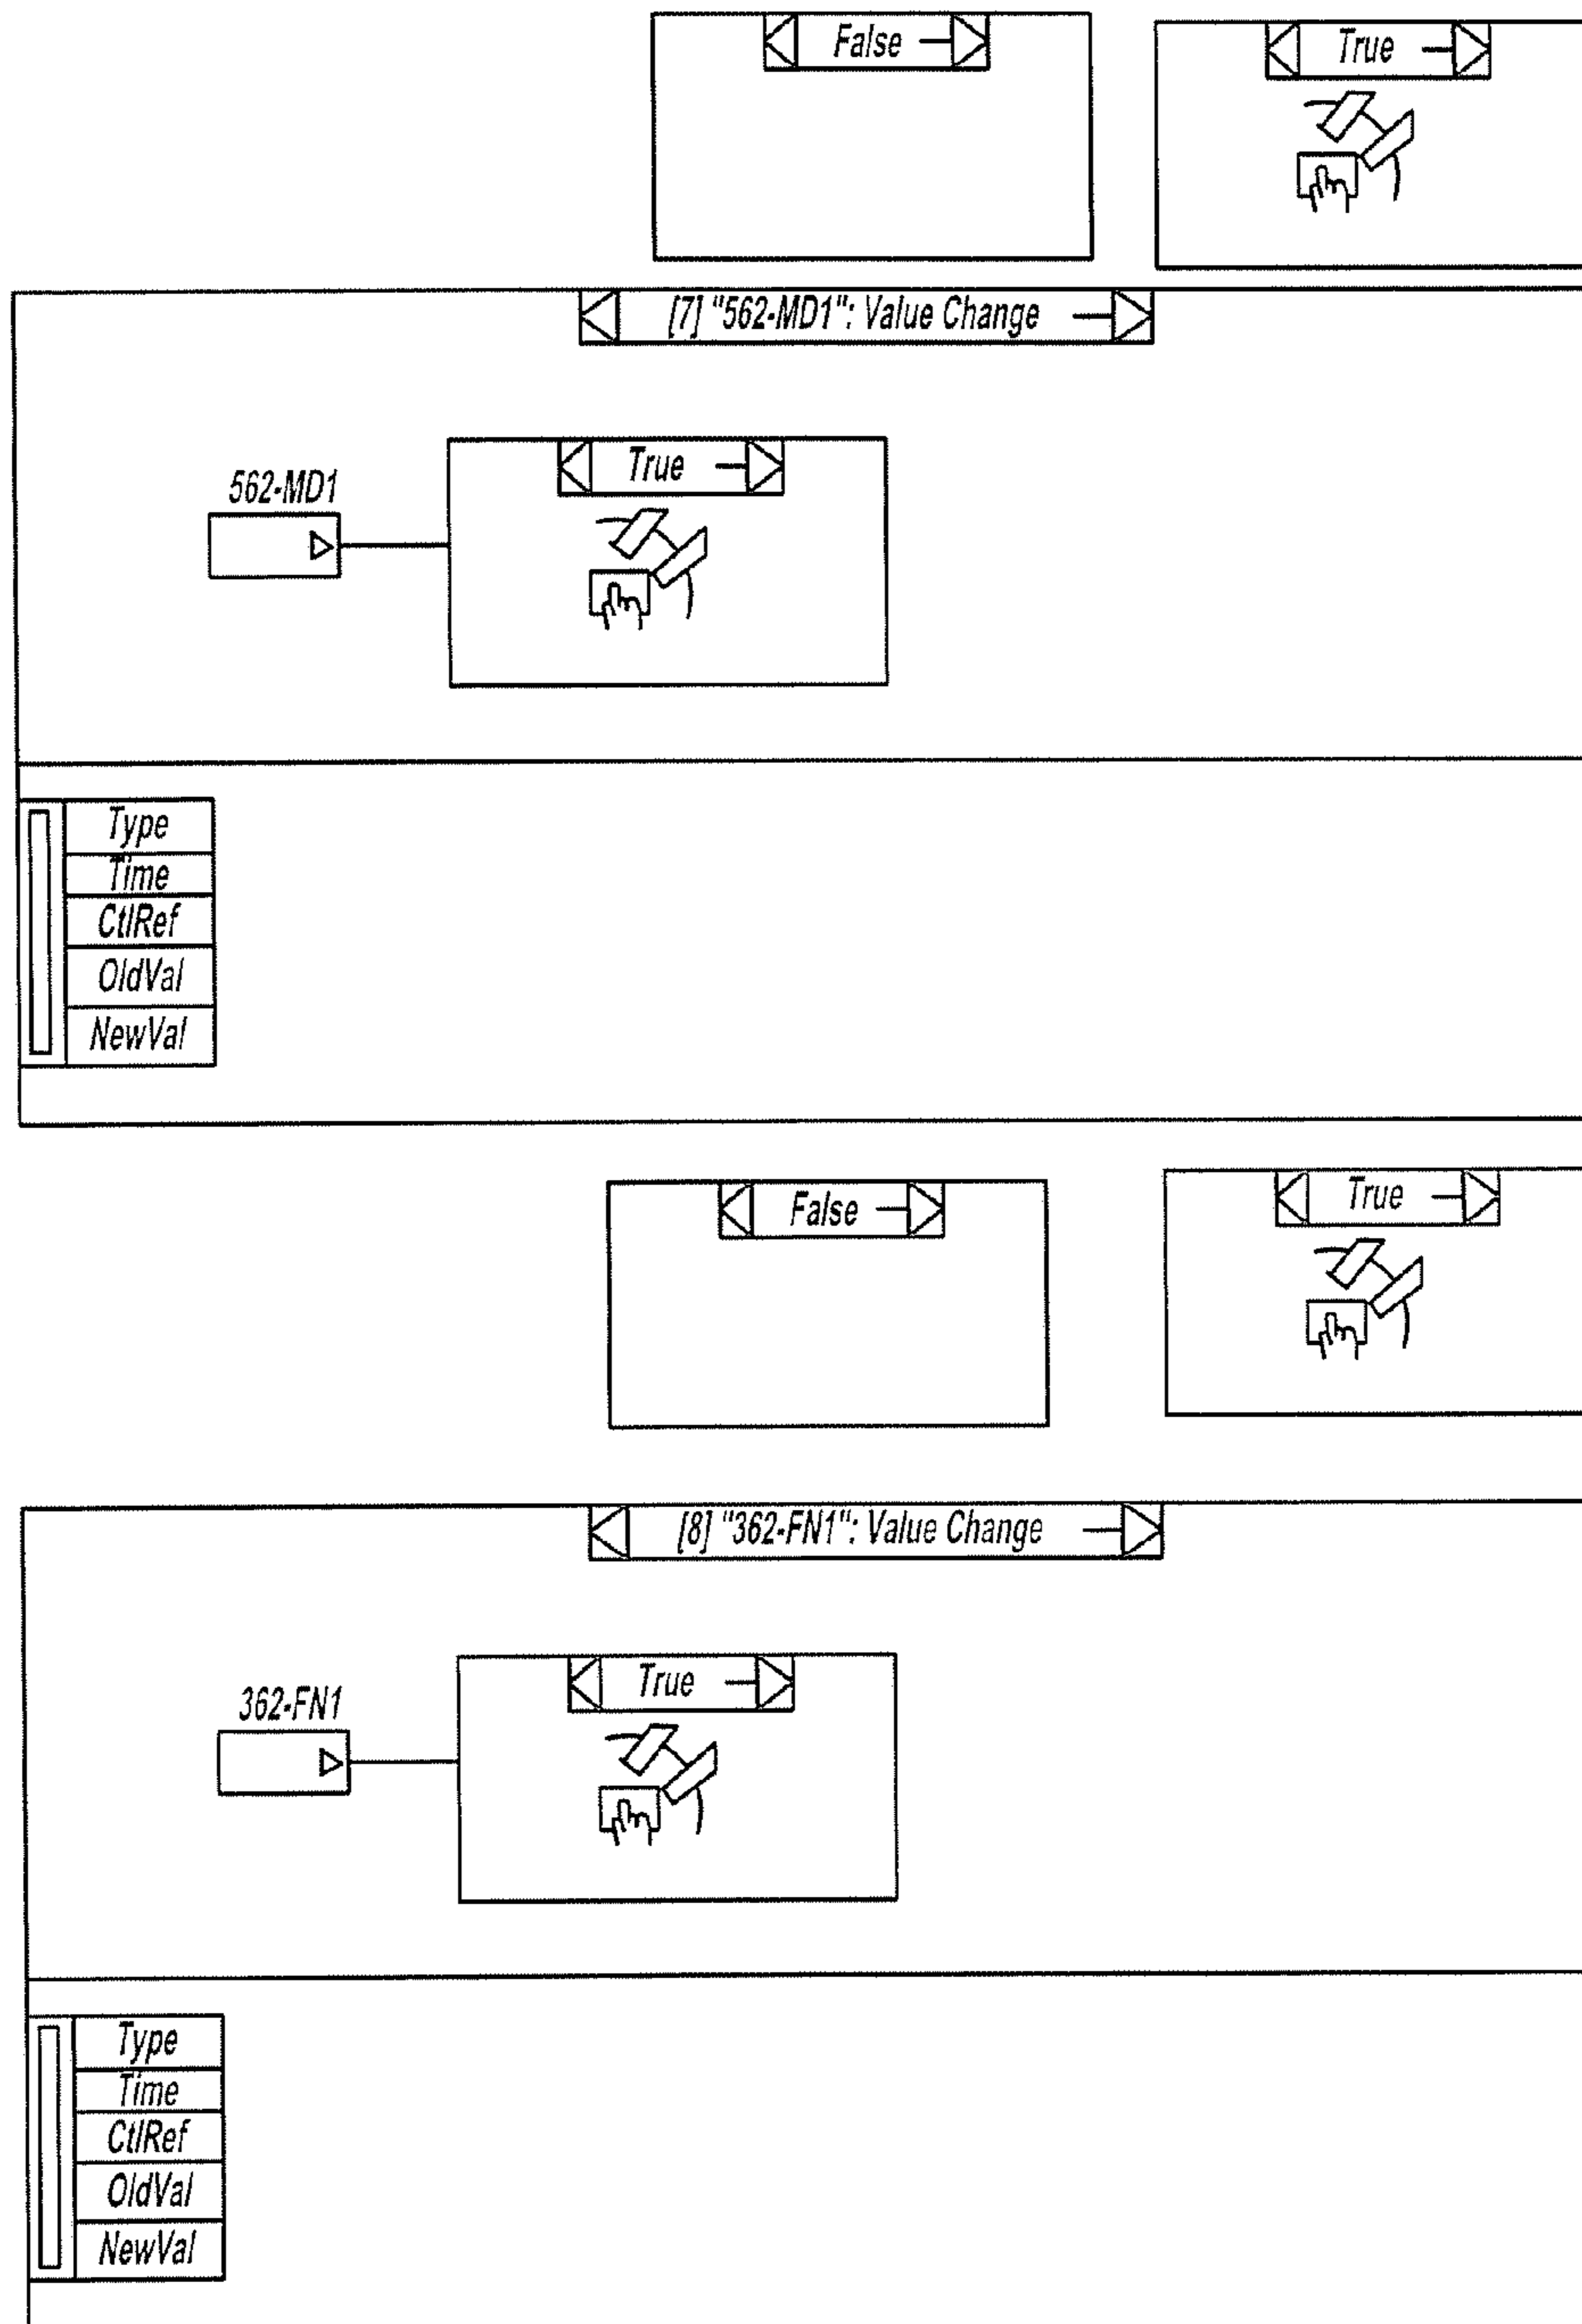 False
True
[7] "562-MD1": Value Change
True
562-MD1
Type
Time
CtlRef
OldVal
NewVal
False
True
[8] "362-FN1": Value Change
True
362-FN1
Type
Time
CtlRef
OldVal
NewVal